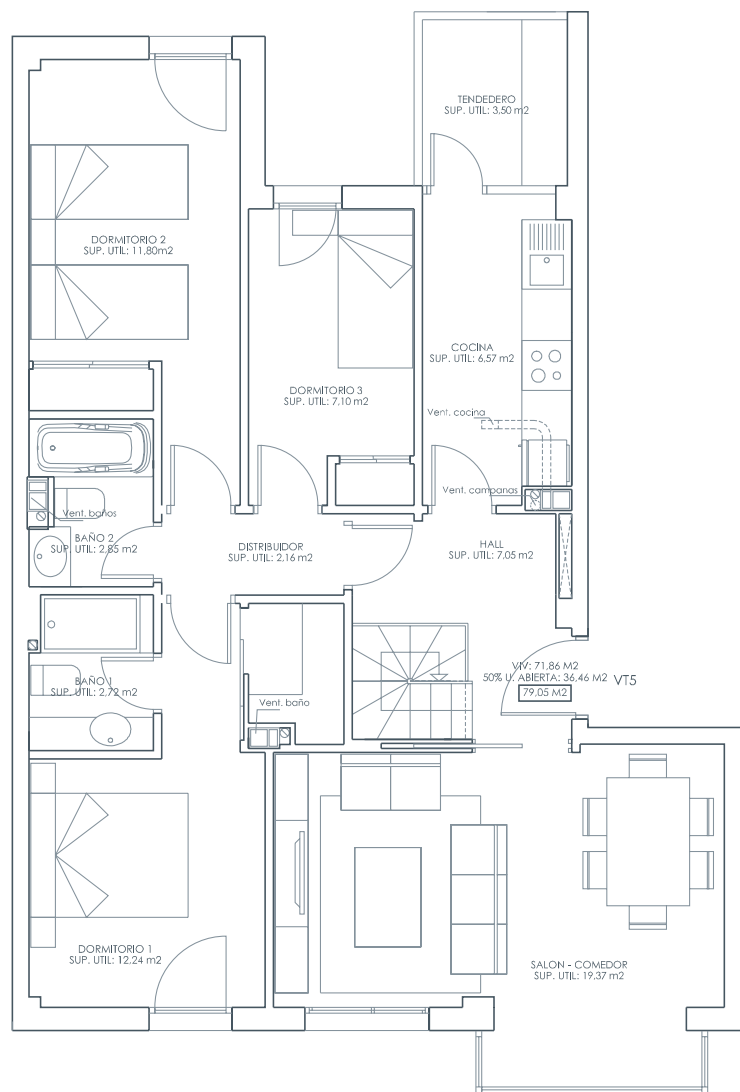 TENDEDERO
SUP. UTIL: 3,50 m2
DORMITORIO 2
SUP. UTIL: 11,80m2
COCINA
SUP. UTIL: 6,57 m2
DORMITORIO 3
SUP. UTIL: 7,10 m2
Vent. cocina
Vent. campanas
Vent. baños
BAÑO 2
SUP. UTIL: 2,85 m2
DISTRIBUIDOR
SUP. UTIL: 2,16 m2
HALL
SUP. UTIL: 7,05 m2
BAÑO 1
SUP. UTIL: 2,72 m2
VIV: 71,86 M2
50% U. ABIERTA: 36,46 M2
79,05 M2
VT5
Vent. baño
DORMITORIO 1
SUP. UTIL: 12,24 m2
SALON - COMEDOR
SUP. UTIL: 19,37 m2